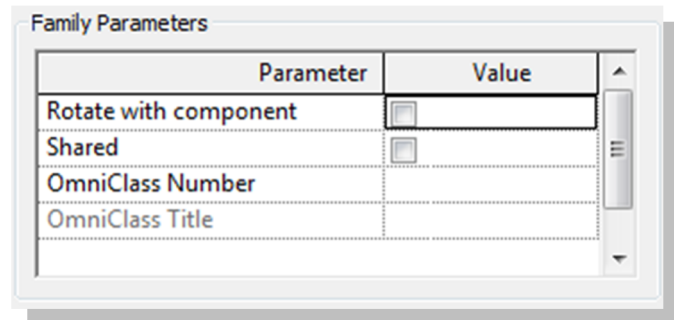 Family Parameters
Parameter Value
Rotate with component
Shared
OmniClass Number
OmniClass Title